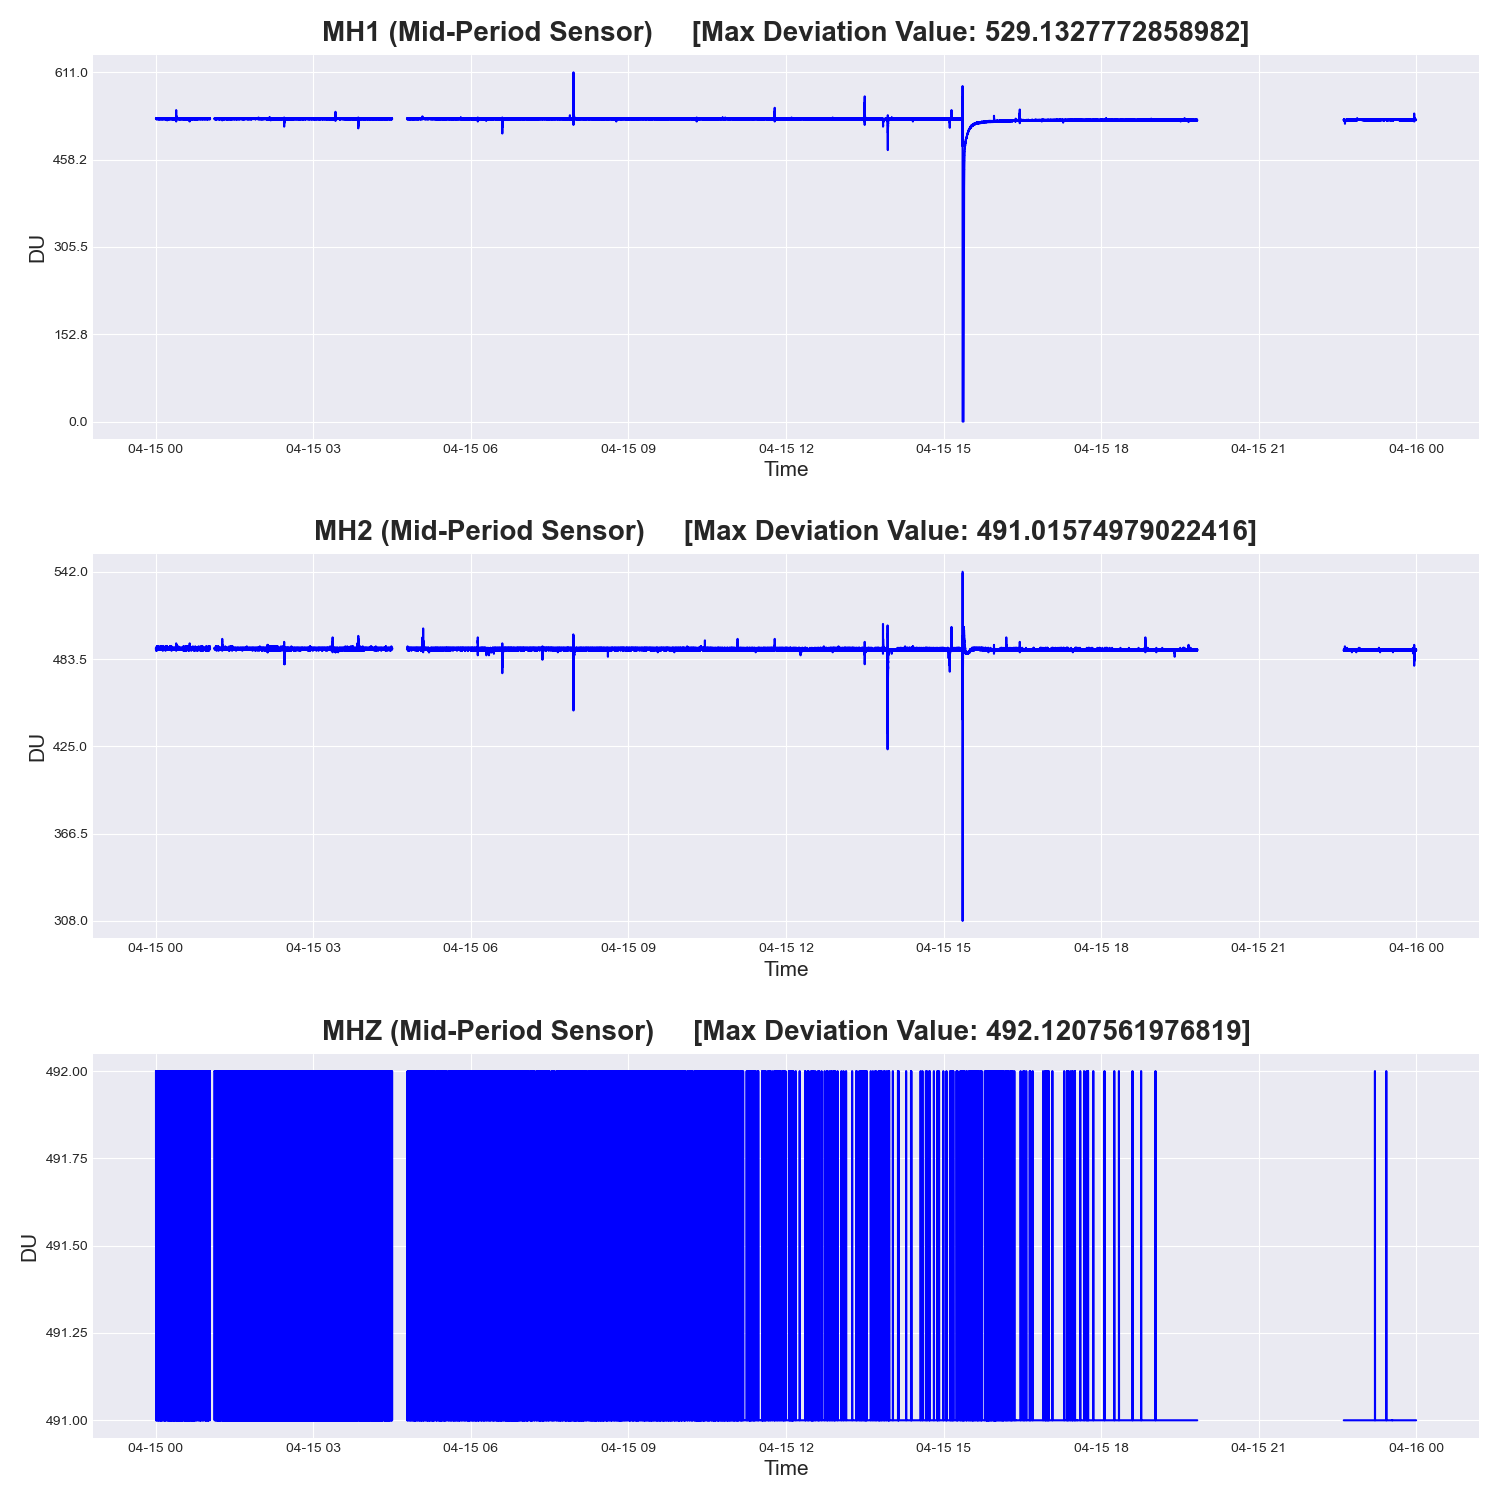 MH1 (Mid-Period Sensor) [Max Deviation Value: 529.1327772858982]
611.0
458.2
305.5
152.8
0.0
DU
04-15 00 04-15 03 04-15 06 04-15 09 04-15 12 04-15 15 04-15 18 04-15 21 04-16 00
Time
MH2 (Mid-Period Sensor) [Max Deviation Value: 491.01574979022416]
542.0
483.5
425.0
366.5
308.0
DU
04-15 00 04-15 03 04-15 06 04-15 09 04-15 12 04-15 15 04-15 18 04-15 21 04-16 00
Time
MHZ (Mid-Period Sensor) [Max Deviation Value: 492.1207561976819]
492.00
491.75
491.50
491.25
491.00
DU
04-15 00 04-15 03 04-15 06 04-15 09 04-15 12 04-15 15 04-15 18 04-15 21 04-16 00
Time